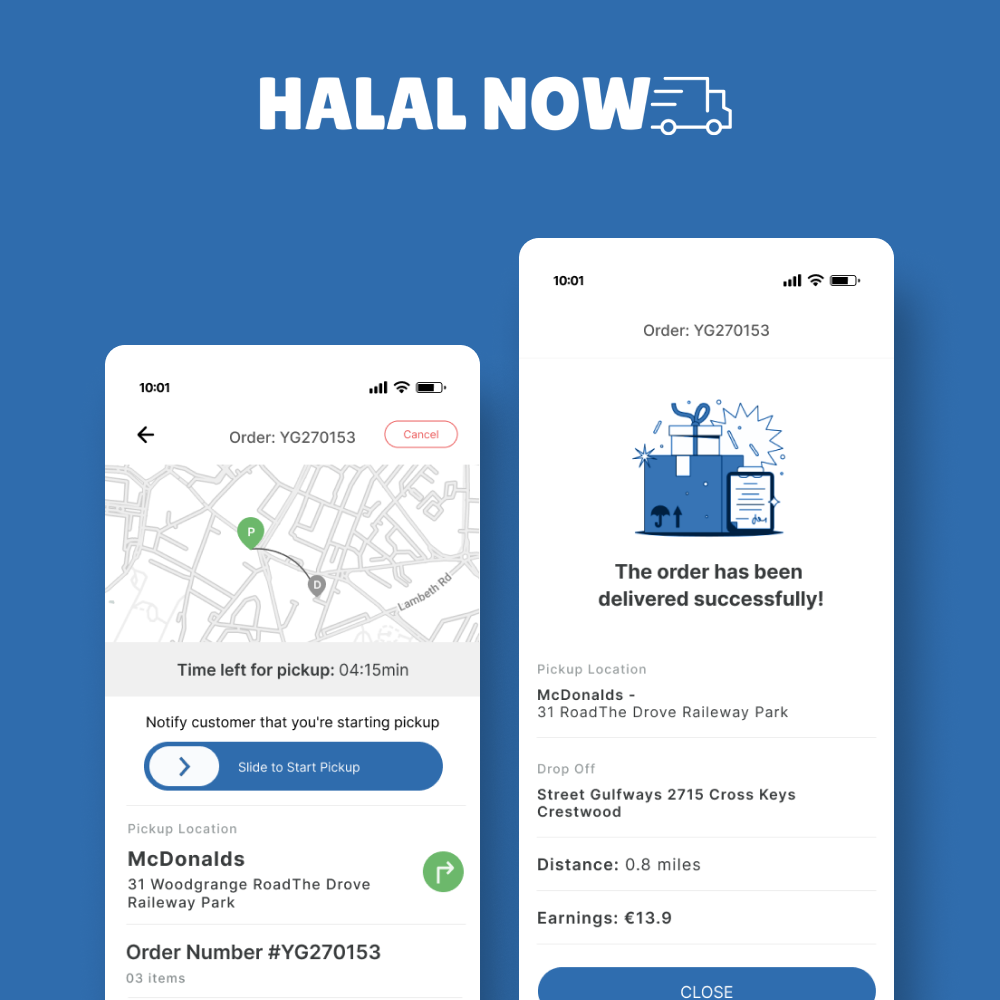 HALAL NOW
10:01
Order: YG270153
Cancel
P
D
Lambeth Rd
Time left for pickup: 04:15min
Notify customer that you're starting pickup
Slide to Start Pickup
Pickup Location
McDonalds
31 Woodgrange RoadThe Drove
Raileway Park
Order Number #YG270153
03 items
10:01
Order: YG270153
The order has been
delivered successfully!
Pickup Location
McDonalds -
31 RoadThe Drove Raileway Park
Drop Off
Street Gulfways 2715 Cross Keys
Crestwood
Distance: 0.8 miles
Earnings: €13.9
CLOSE